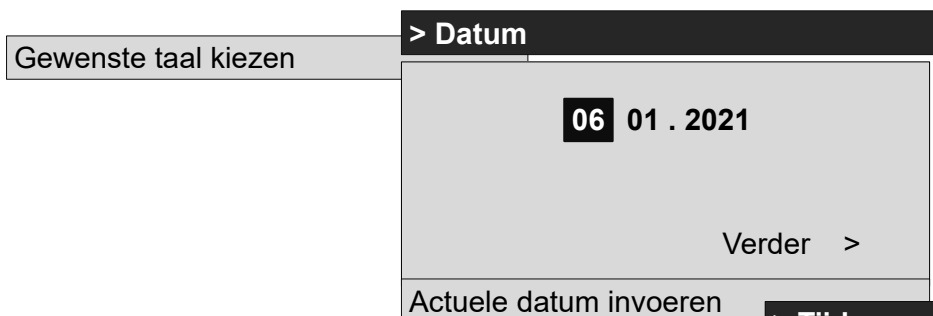 > Datum
Gewenste taal kiezen
06 01 . 2021
Verder >
Actuele datum invoeren